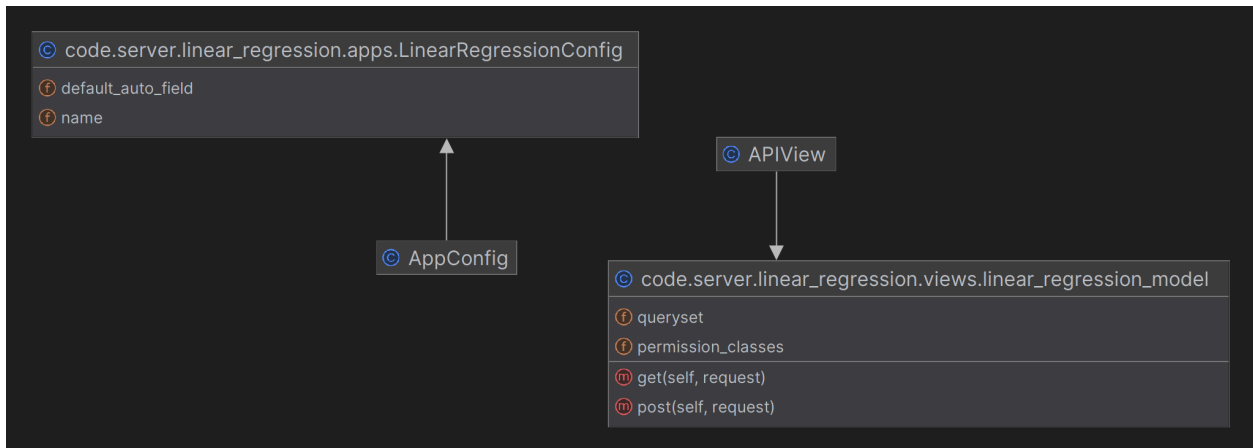 C code.server.linear_regression.apps.LinearRegressionConfig
f default_auto_field
f name
C APIView
C AppConfig
C code.server.linear_regression.views.linear_regression_model
f queryset
f permission_classes
m get(self, request)
m post(self, request)